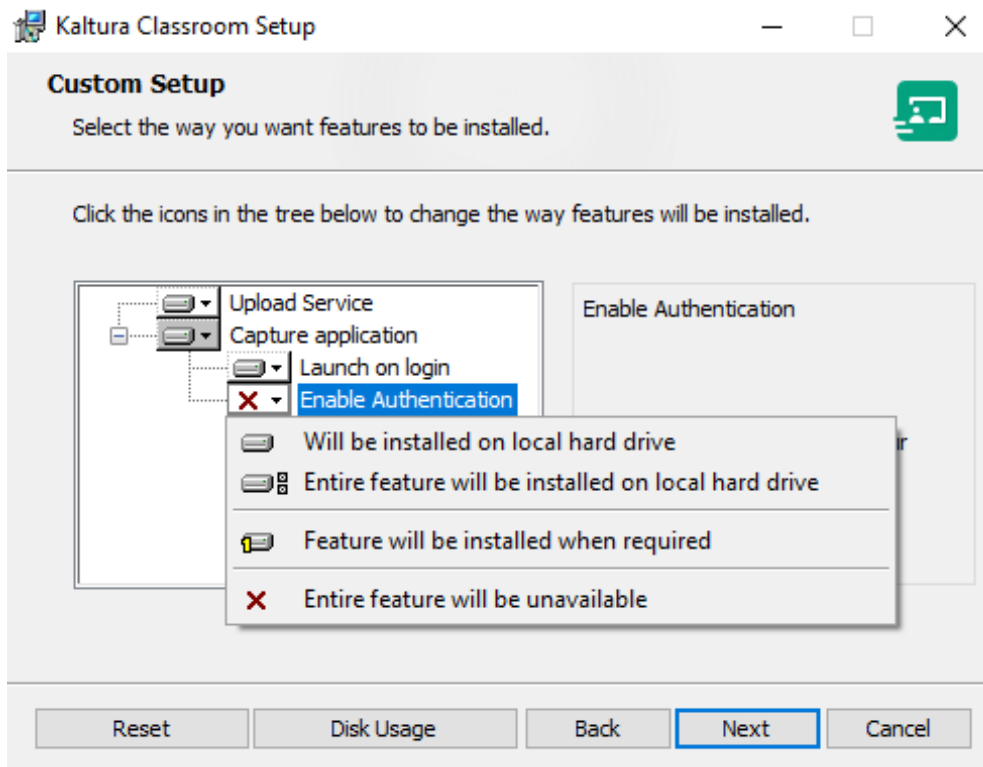 Kaltura Classroom Setup
Custom Setup
Select the way you want features to be installed.
Click the icons in the tree below to change the way features will be installed.
Upload Service
Capture application
Launch on login
Enable Authentication
Enable Authentication
Will be installed on local hard drive
Entire feature will be installed on local hard drive
Feature will be installed when required
Entire feature will be unavailable
Reset
Disk Usage
Back
Next
Cancel